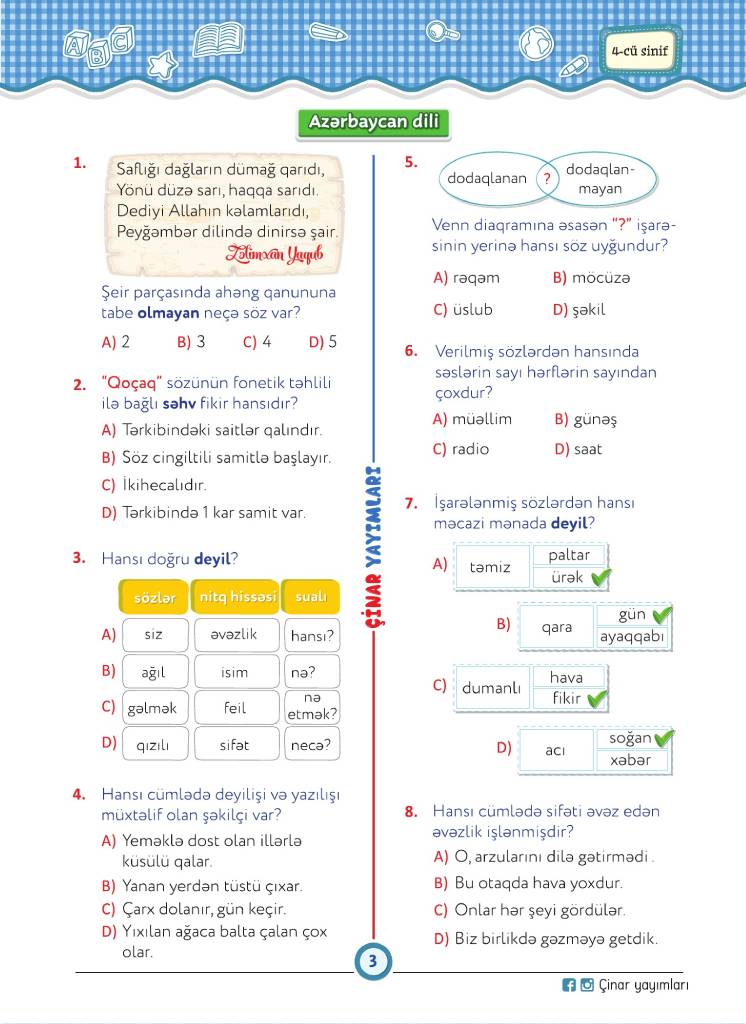 ABC
4-cü sinif
Azərbaycan dili
1.
Saflığı dağların dümağ qarıdı,
Yönü düzə sarı, haqqa sarıdı.
Dediyi Allahın kəlamlarıdı,
Peyğəmbər dilində dinirsə şair.
Zəlimxan Yaqub
Şeir parçasında ahəng qanununa
tabe olmayan neçə söz var?
A) 2 B) 3 C) 4 D) 5
2. "Qoçaq" sözünün fonetik təhlili
ilə bağlı səhv fikir hansıdır?
A) Tərkibindəki saitlər qalındır.
B) Söz cingiltili samitlə başlayır.
C) İkihecalıdır.
D) Tərkibində 1 kar samit var.
3. Hansı doğru deyil?
sözlər nitq hissəsi sualı
A) siz əvəzlik hansı?
B) ağıl isim nə?
C) gəlmək feil nə
etmək?
D) qızılı sifət necə?
4. Hansı cümlədə deyilişi və yazılışı
müxtəlif olan şəkilçi var?
A) Yeməklə dost olan illərlə
küsülü qalar.
B) Yanan yerdən tüstü çıxar.
C) Çarx dolanır, gün keçir.
D) Yıxılan ağaca balta çalan çox
olar.
ÇİNAR YAYIMLARI
5.
dodaqlanan ? dodaqlan-
mayan
Venn diaqramına əsasən "?" işarə-
sinin yerinə hansı söz uyğundur?
A) rəqəm B) möcüzə
C) üslub D) şəkil
6. Verilmiş sözlərdən hansında
səslərin sayı hərflərin sayından
çoxdur?
A) müəllim B) günəş
C) radio D) saat
7. İşarələnmiş sözlərdən hansı
məcazi mənada deyil?
A) təmiz paltar
ürək
B) qara gün
ayaqqabı
C) dumanlı hava
fikir
D) acı soğan
xəbər
8. Hansı cümlədə sifəti əvəz edən
əvəzlik işlənmişdir?
A) O, arzularını dilə gətirmədi .
B) Bu otaqda hava yoxdur.
C) Onlar hər şeyi gördülər.
D) Biz birlikdə gəzməyə getdik.
3
Çinar yayımları